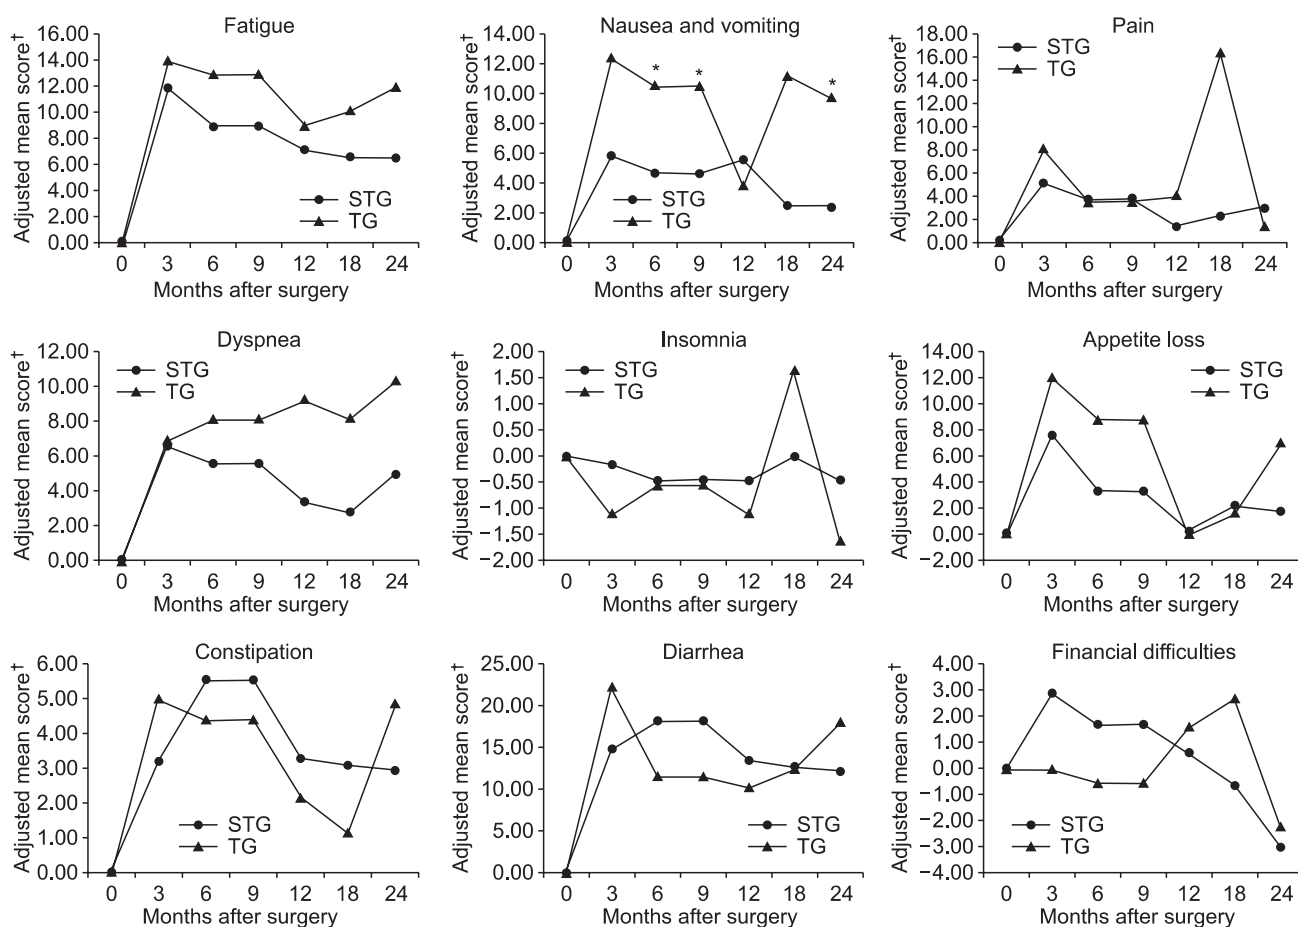 Fatigue
Adjusted mean score†
16.00
14.00
12.00
10.00
8.00
6.00
4.00
2.00
0.00
STG
TG
0 3 6 9 12 18 24
Months after surgery
Nausea and vomiting
Adjusted mean score†
14.00
12.00
10.00
8.00
6.00
4.00
2.00
0.00
* * *
STG
TG
0 3 6 9 12 18 24
Months after surgery
Pain
Adjusted mean score†
18.00
16.00
14.00
12.00
10.00
8.00
6.00
4.00
2.00
0.00
STG
TG
0 3 6 9 12 18 24
Months after surgery
Dyspnea
Adjusted mean score†
12.00
10.00
8.00
6.00
4.00
2.00
0.00
STG
TG
0 3 6 9 12 18 24
Months after surgery
Insomnia
Adjusted mean score†
2.00
1.50
1.00
0.50
0.00
−0.50
−1.00
−1.50
−2.00
STG
TG
0 3 6 9 12 18 24
Months after surgery
Appetite loss
Adjusted mean score†
14.00
12.00
10.00
8.00
6.00
4.00
2.00
0.00
−2.00
STG
TG
0 3 6 9 12 18 24
Months after surgery
Constipation
Adjusted mean score†
6.00
5.00
4.00
3.00
2.00
1.00
0.00
STG
TG
0 3 6 9 12 18 24
Months after surgery
Diarrhea
Adjusted mean score†
25.00
20.00
15.00
10.00
5.00
0.00
STG
TG
0 3 6 9 12 18 24
Months after surgery
Financial difficulties
Adjusted mean score†
4.00
3.00
2.00
1.00
0.00
−1.00
−2.00
−3.00
−4.00
STG
TG
0 3 6 9 12 18 24
Months after surgery